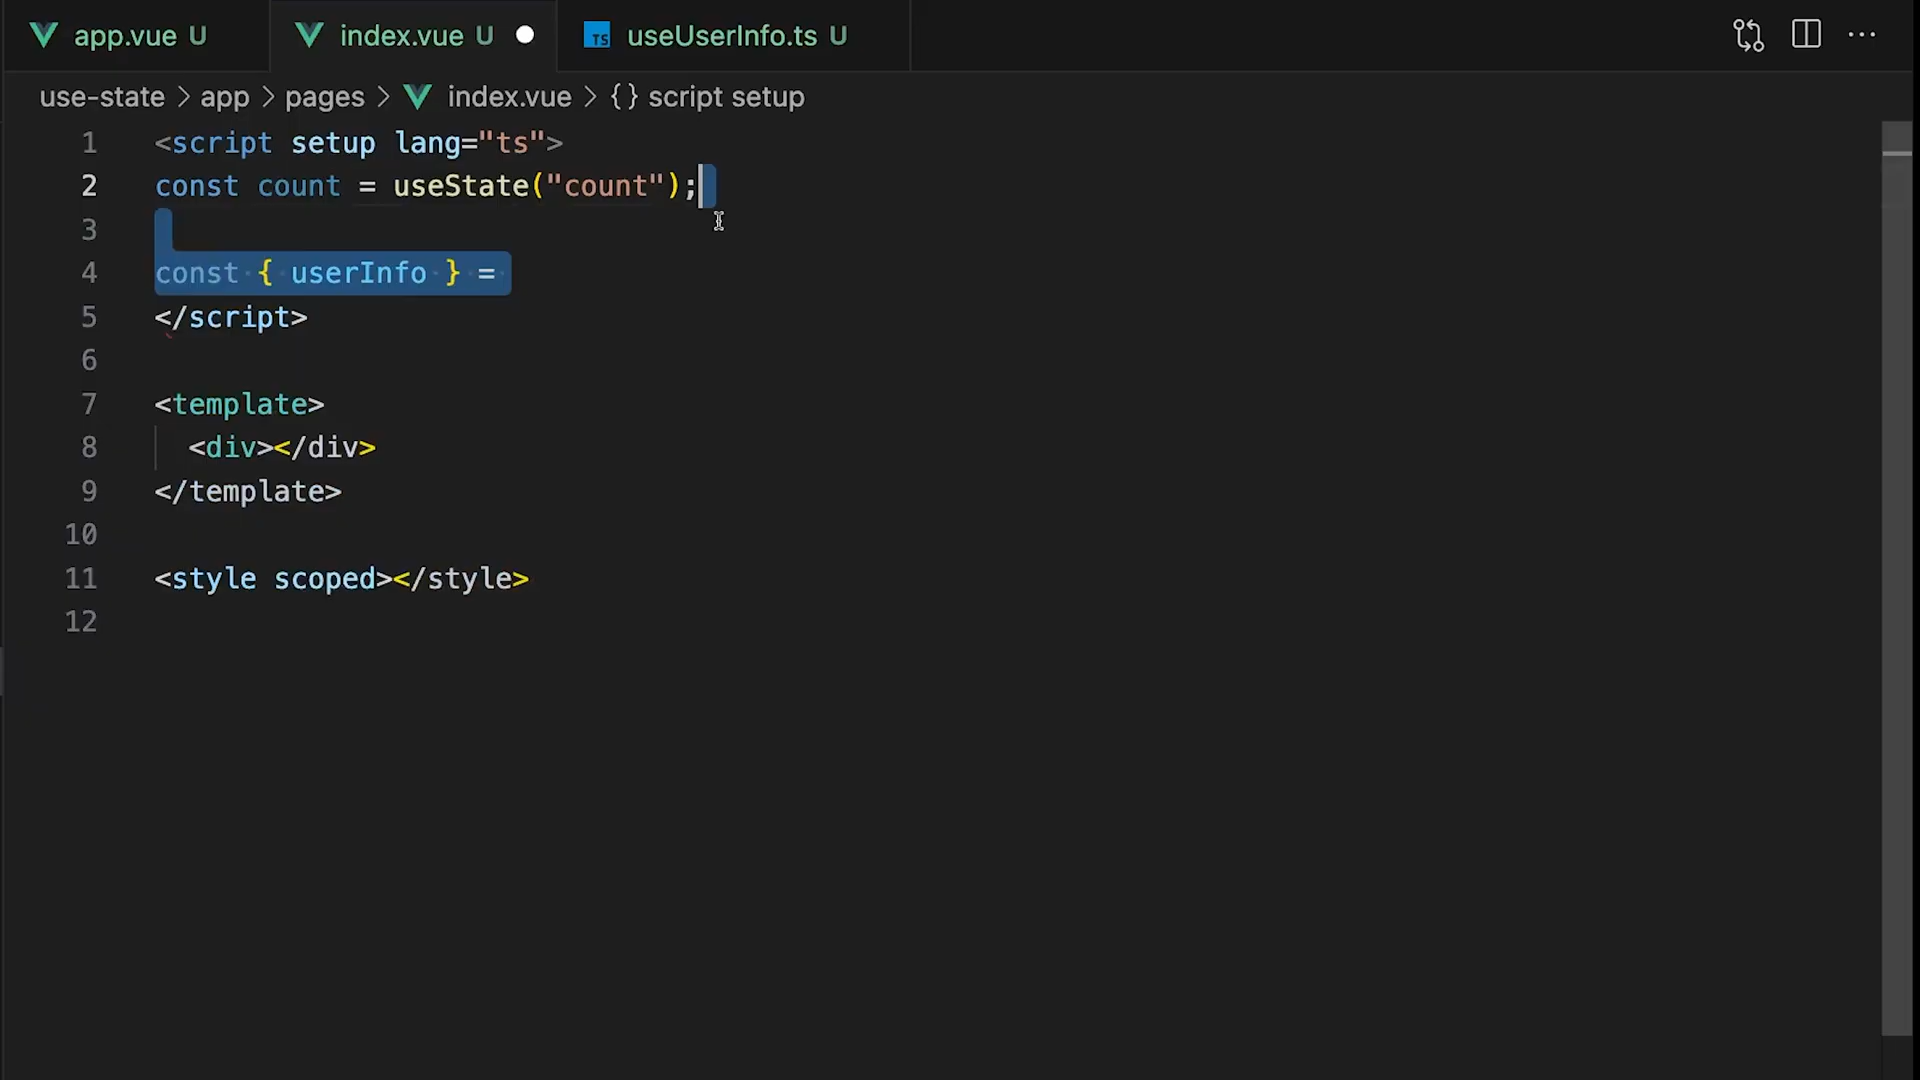 app.vue U
index.vue U
TS useUserInfo.ts U
use-state > app > pages > index.vue > {} script setup
1 <script setup lang="ts">
2 const count = useState("count");
3
4 const { userInfo } =
5 </script>
6
7 <template>
8 <div></div>
9 </template>
10
11 <style scoped></style>
12